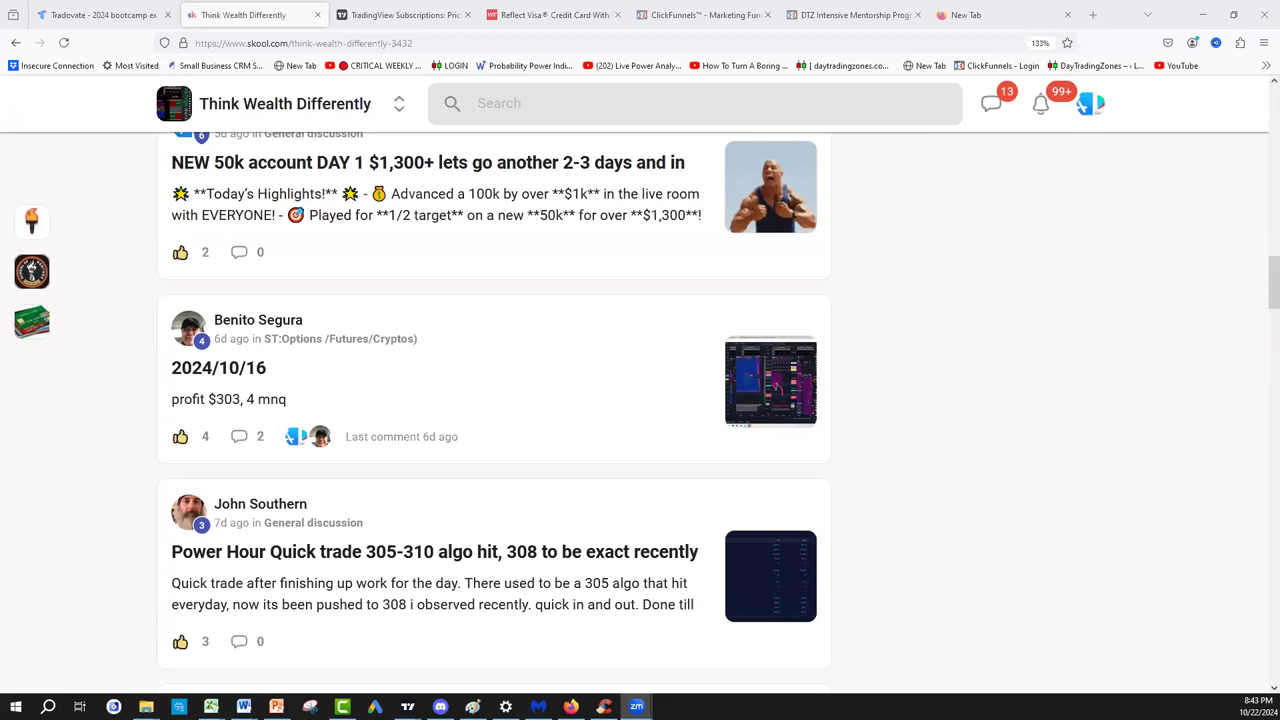 Tradovate - 2024 bootcamp ex
Think Wealth Differently
TradingView Subscriptions: Pric
Reflect Visa® Credit Card With
ClickFunnels™ - Marketing Fun
DTZ Intensive Mentorship Prog
New Tab
https://www.skool.com/think-wealth-differently-3432
133%
Insecure Connection
Most Visited
Small Business CRM S...
New Tab
CRITICAL WEEKLY ...
LOGIN
Probability Power Indi...
(202) Live Power Analy...
How To Turn A Boring ...
[ daytradingzones.co...
New Tab
ClickFunnels - Login
DayTradingZones – ‹ L...
YouTube
Think Wealth Differently
Search
13
99+
6
5d ago in General discussion
NEW 50k account DAY 1 $1,300+ lets go another 2-3 days and in
🌟 **Today’s Highlights!** 🌟 - 💰 Advanced a 100k by over **$1k** in the live room
with EVERYONE! - 🎯 Played for **1/2 target** on a new **50k** for over **$1,300**!
2
0
Benito Segura
4
6d ago in ST:Options /Futures/Cryptos)
2024/10/16
profit $303, 4 mnq
4
2
Last comment 6d ago
John Southern
3
7d ago in General discussion
Power Hour Quick trade 305-310 algo hit, 308 to be exact recently
Quick trade after finishing my work for the day. There used to be a 303 algo that hit
everyday, now its been pushed to 308 I observed recently. Quick in and out. Done till
3
0
8:43 PM
10/22/2024